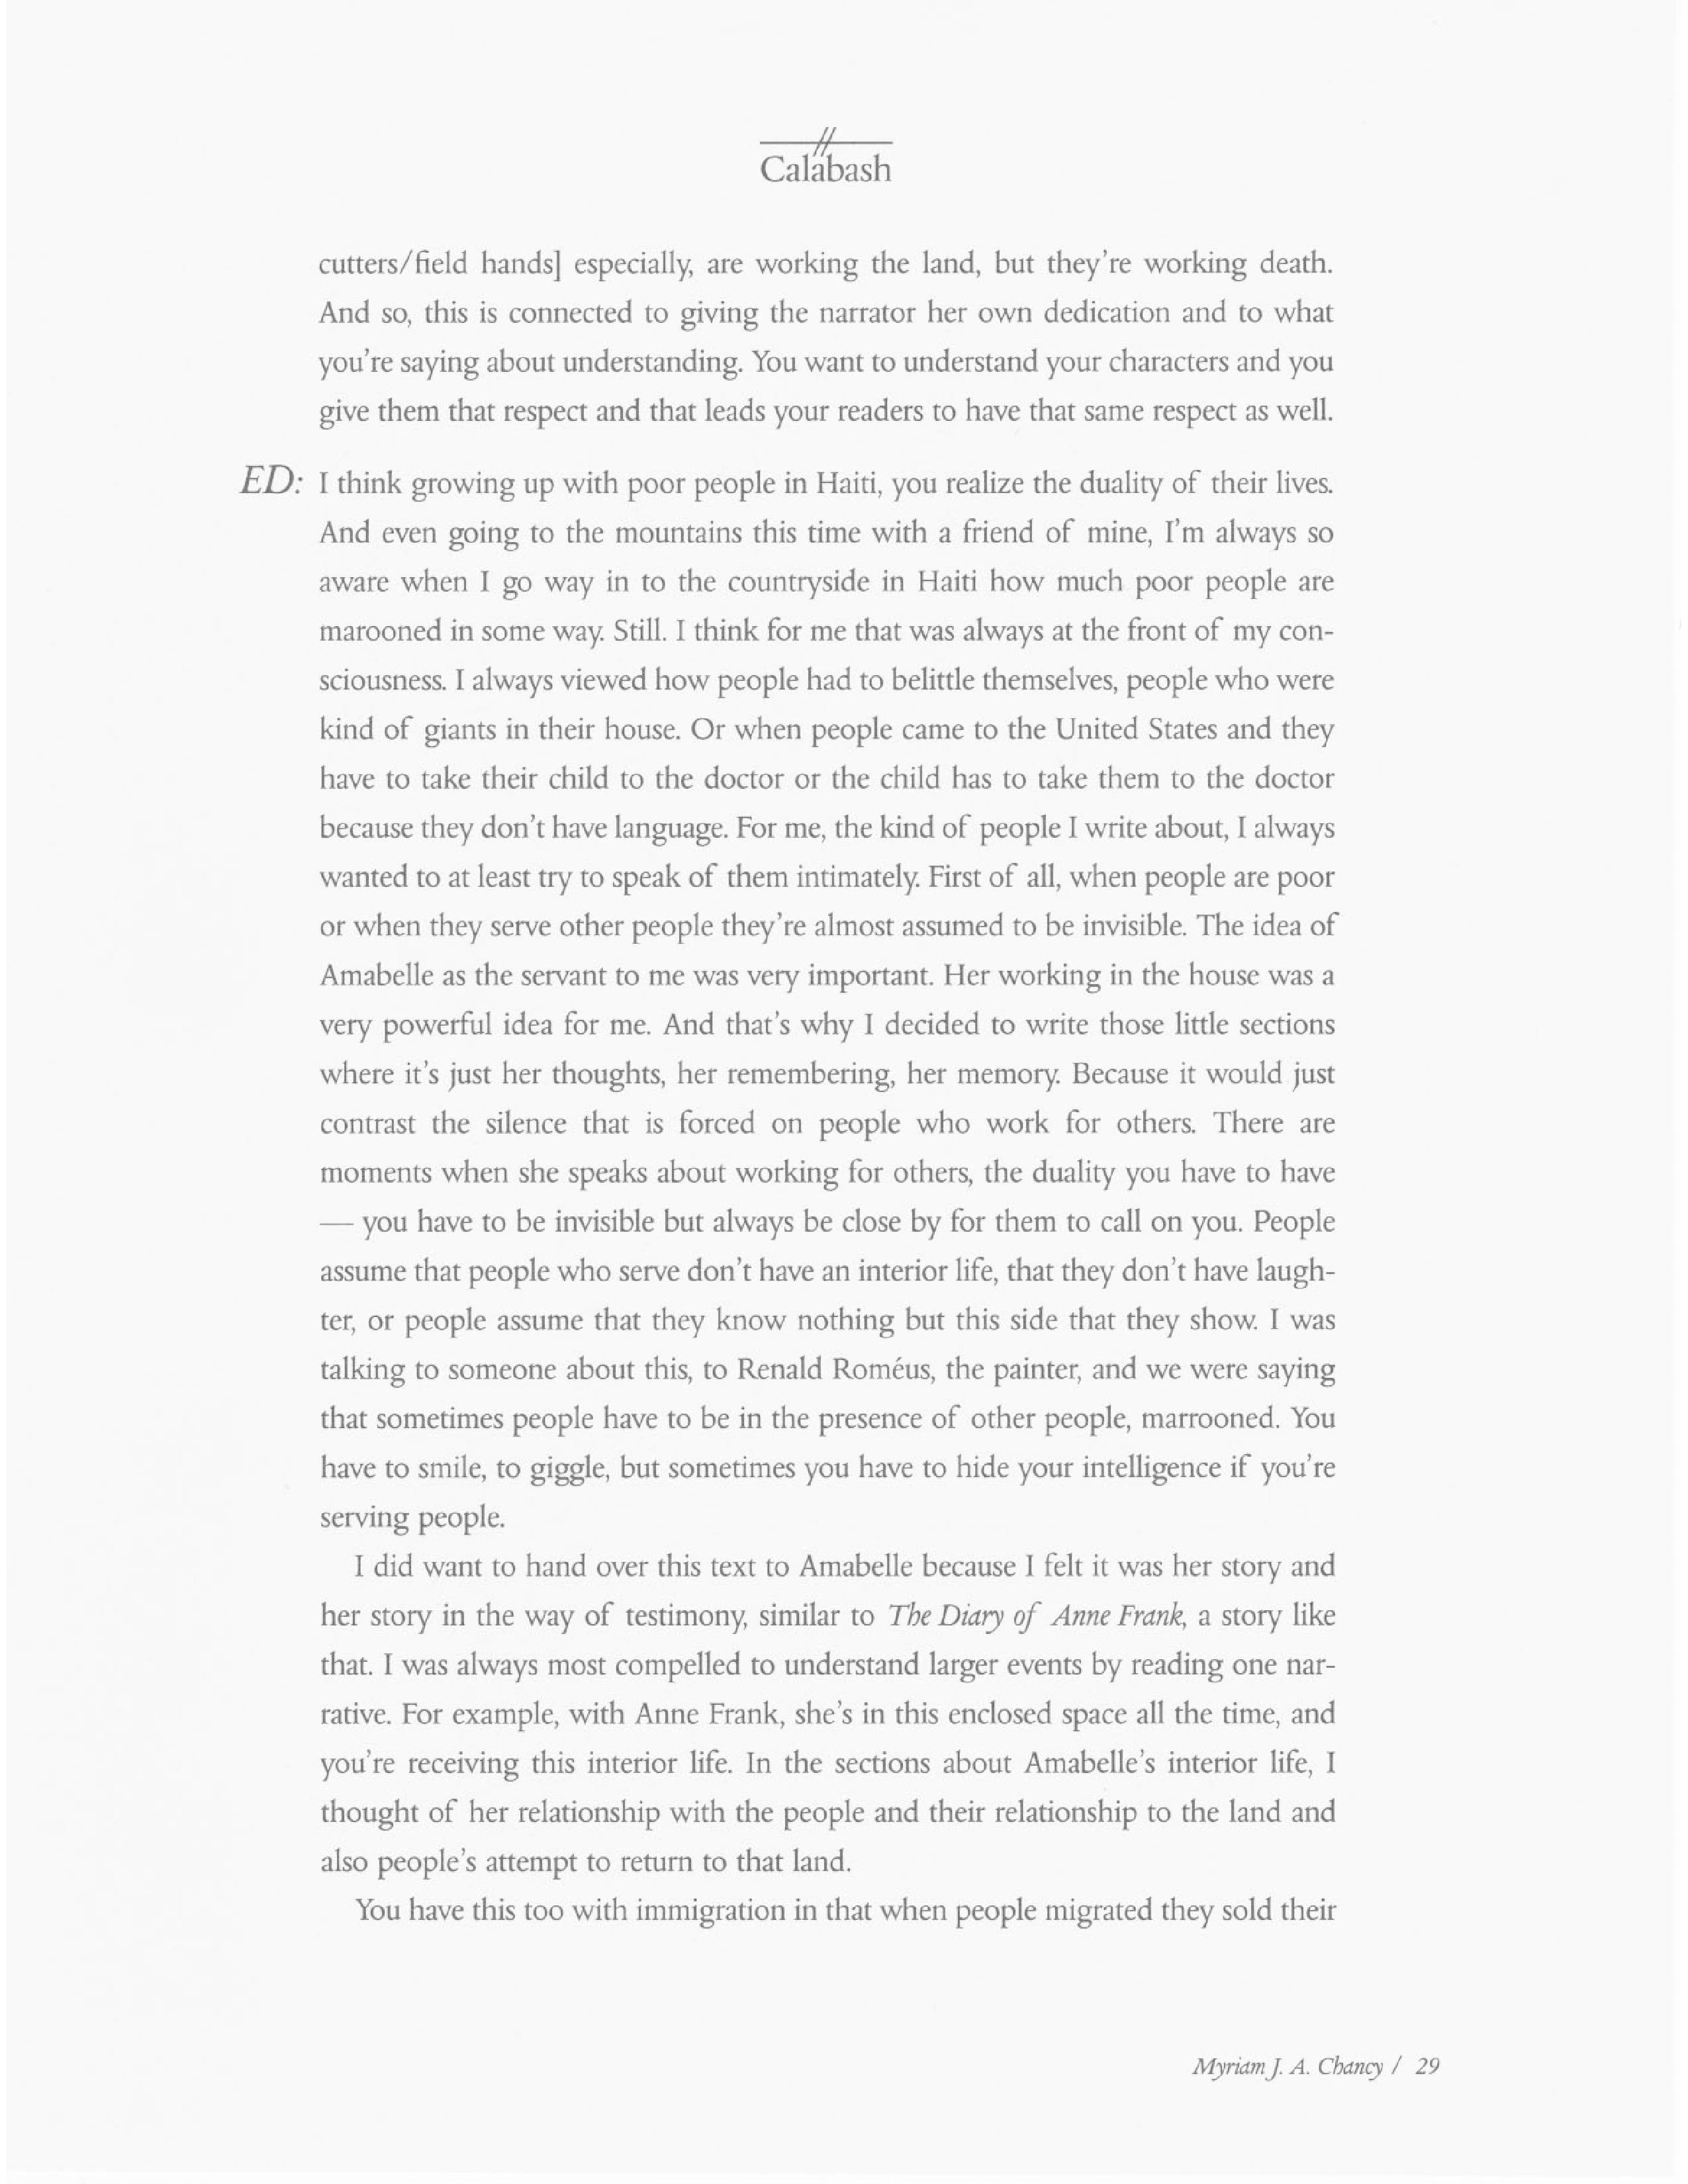 Calabash
cutters/field hands] especially, are working the land, but they're working death.
And so, this is connected to giving the narrator her own dedication and to what
you're saying about understanding. You want to understand your characters and you
give them that respect and that leads your readers to have that same respect as well.
ED: I think growing up with poor people in Haiti, you realize the duality of their lives.
And even going to the mountains this time with a friend of mine, I'm always so
aware when I go way in to the countryside in Haiti how much poor people are
marooned in some way. Still. I think for me that was always at the front of my con-
sciousness. I always viewed how people had to belittle themselves, people who were
kind of giants in their house. Or when people came to the United States and they
have to take their child to the doctor or the child has to take them to the doctor
because they don't have language. For me, the kind of people I write about, I always
wanted to at least try to speak of them intimately. First of all, when people are poor
or when they serve other people they're almost assumed to be invisible. The idea of
Amabelle as the servant to me was very important. Her working in the house was a
very powerful idea for me. And that's why I decided to write those little sections
where it's just her thoughts, her remembering, her memory. Because it would just
contrast the silence that is forced on people who work for others. There are
moments when she speaks about working for others, the duality you have to have
— you have to be invisible but always be close by for them to call on you. People
assume that people who serve don't have an interior life, that they don't have laugh-
ter, or people assume that they know nothing but this side that they show. I was
talking to someone about this, to Renald Roméus, the painter, and we were saying
that sometimes people have to be in the presence of other people, marrooned. You
have to smile, to giggle, but sometimes you have to hide your intelligence if you're
serving people.
I did want to hand over this text to Amabelle because I felt it was her story and
her story in the way of testimony, similar to The Diary of Anne Frank, a story like
that. I was always most compelled to understand larger events by reading one nar-
rative. For example, with Anne Frank, she's in this enclosed space all the time, and
you're receiving this interior life. In the sections about Amabelle's interior life, I
thought of her relationship with the people and their relationship to the land and
also people's attempt to return to that land.
You have this too with immigration in that when people migrated they sold their
Myriam J. A. Chancy / 29